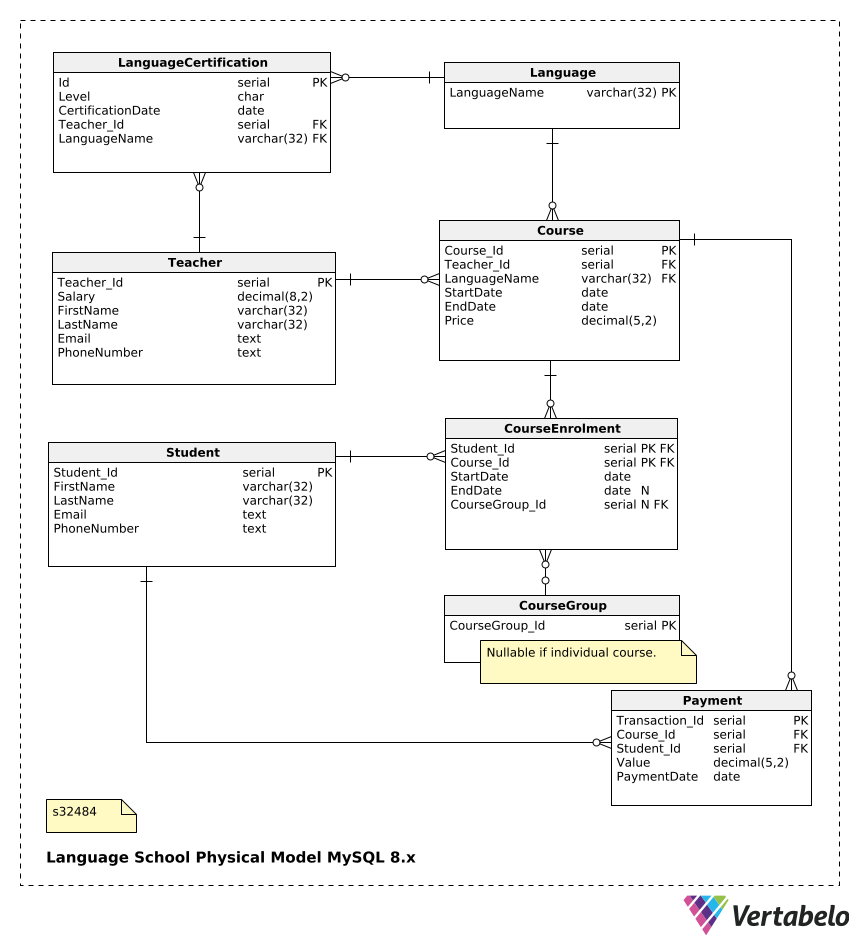 LanguageCertification
Id serial PK
Level char
CertificationDate date
Teacher_Id serial FK
LanguageName varchar(32) FK
Language
LanguageName varchar(32) PK
Teacher
Teacher_Id serial PK
Salary decimal(8,2)
FirstName varchar(32)
LastName varchar(32)
Email text
PhoneNumber text
Course
Course_Id serial PK
Teacher_Id serial FK
LanguageName varchar(32) FK
StartDate date
EndDate date
Price decimal(5,2)
Student
Student_Id serial PK
FirstName varchar(32)
LastName varchar(32)
Email text
PhoneNumber text
CourseEnrolment
Student_Id serial PK FK
Course_Id serial PK FK
StartDate date
EndDate date N
CourseGroup_Id serial N FK
CourseGroup
CourseGroup_Id serial PK
Nullable if individual course.
Payment
Transaction_Id serial PK
Course_Id serial FK
Student_Id serial FK
Value decimal(5,2)
PaymentDate date
s32484
Language School Physical Model MySQL 8.x
Vertabelo